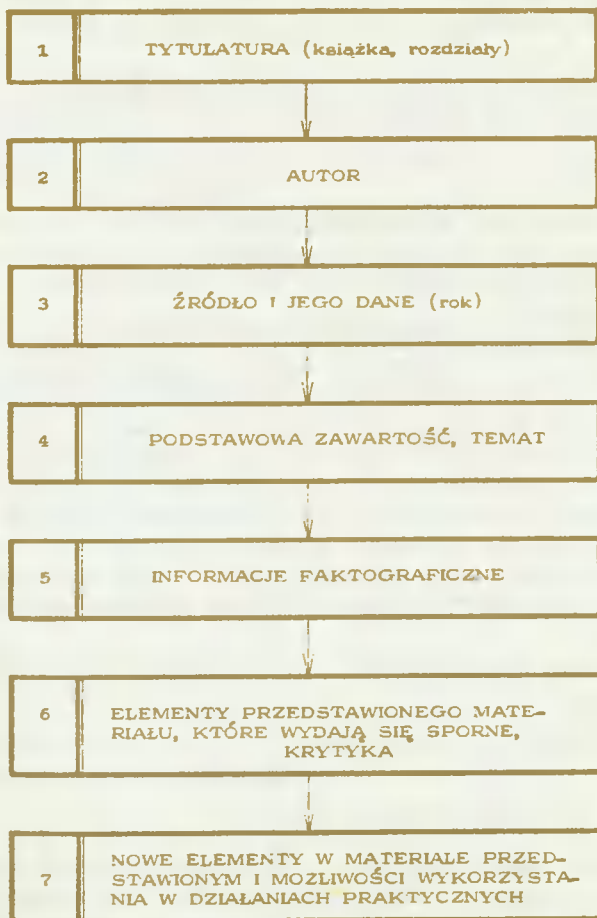 1 TYTULATURA (książka, rozdziały)
2 AUTOR
3 ŹRÓDŁO I JEGO DANE (rok)
4 PODSTAWOWA ZAWARTOŚĆ, TEMAT
5 INFORMACJE FAKTOGRAFICZNE
6 ELEMENTY PRZEDSTAWIONEGO MATE-
RIAŁU, KTÓRE WYDAJĄ SIĘ SPORNE,
KRYTYKA
7 NOWE ELEMENTY W MATERIALE PRZED-
STAWIONYM I MOŻLIWOŚCI WYKORZYSTA-
NIA W DZIAŁANIACH PRAKTYCZNYCH